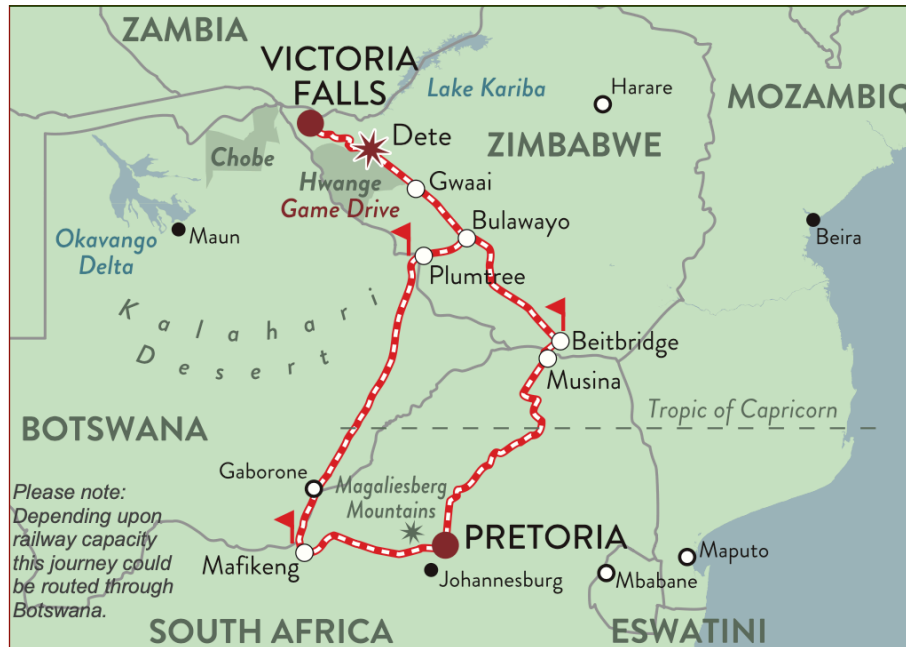 ZAMBIA
VICTORIA
FALLS
Lake Kariba
Harare
MOZAMBIQ
Dete
ZIMBABWE
Chobe
Hwange
Game Drive
Gwaai
Bulawayo
Okavango
Delta
Maun
Beira
Plumtree
Kalahari
Desert
Beitbridge
Musina
Tropic of Capricorn
BOTSWANA
Gaborone
Magaliesberg
Mountains
Please note:
Depending upon
railway capacity
this journey could
be routed through
Botswana.
Mafikeng
PRETORIA
Johannesburg
Maputo
Mbabane
SOUTH AFRICA
ESWATINI